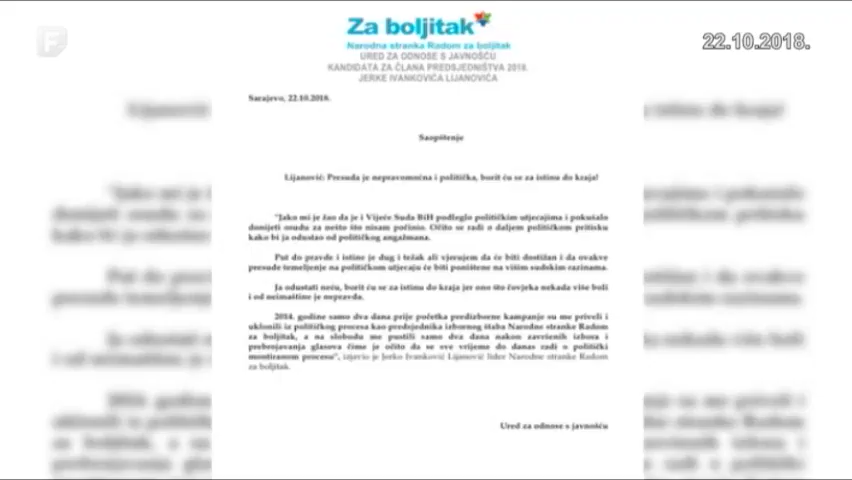 F
22.10.2018.
Za boljitak
Narodna stranka Radom za boljitak
URED ZA ODNOSE S JAVNOŠĆU
KANDIDATA ZA ČLANA PREDSJEDNIŠTVA 2018.
JERKE IVANKOVIĆA LIJANOVIĆA
Sarajevo, 22.10.2018.
Saopštenje
Lijanović: Presuda je nepravomoćna i politička, borit ću se za istinu do kraja!
"Jako mi je žao da je i Vijeće Suda BiH podleglo političkim utjecajima i pokušalo
donijeti osudu za nešto što nisam počinio. Očito se radi o daljem političkom pritisku
kako bi ja odustao od političkog angažmana.
Put do pravde i istine je dug i težak ali vjerujem da će biti dostižan i da ovakve
presude temeljene na političkom utjecaju će biti poništene na višim sudskim razinama.
Ja odustati neću, borit ću se za istinu do kraja jer ono što čovjeka nekada više boli
i od neimaštine je nepravda.
2014. godine samo dva dana prije početka predizborne kampanje su me priveli i
uklonili iz političkog procesa kao predsjednika izbornog štaba Narodne stranke Radom
za boljitak, a na slobodu me pustili samo dva dana nakon završenih izbora i
prebrojavanja glasova čime je očito da se sve vrijeme do danas radi o politički
montiranom procesu", izjavio je Jerko Ivanković Lijanović lider Narodne stranke Radom
za boljitak.
Ured za odnose s javnošću